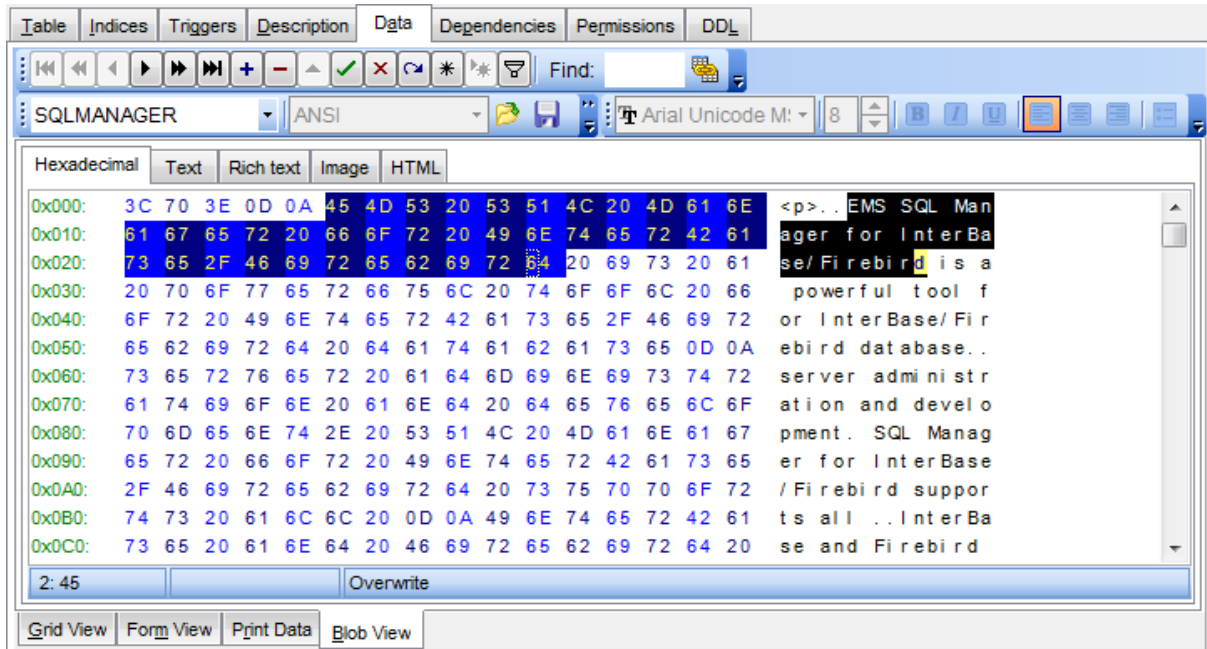 Table Indices Triggers Description Data Dependencies Permissions DDL
Find:
SQLMANAGER ANSI Arial Unicode M! 8 B I U
Hexadecimal Text Rich text Image HTML
0x000: 3C 70 3E 0D 0A 45 4D 53 20 53 51 4C 20 4D 61 6E <p>..EMS SQL Man
0x010: 61 67 65 72 20 66 6F 72 20 49 6E 74 65 72 42 61 ager for InterBa
0x020: 73 65 2F 46 69 72 65 62 69 72 64 20 69 73 20 61 se/Firebird is a
0x030: 20 70 6F 77 65 72 66 75 6C 20 74 6F 6F 6C 20 66 powerful tool f
0x040: 6F 72 20 49 6E 74 65 72 42 61 73 65 2F 46 69 72 or InterBase/Fir
0x050: 65 62 69 72 64 20 64 61 74 61 62 61 73 65 0D 0A ebird database..
0x060: 73 65 72 76 65 72 20 61 64 6D 69 6E 69 73 74 72 server administr
0x070: 61 74 69 6F 6E 20 61 6E 64 20 64 65 76 65 6C 6F ation and develo
0x080: 70 6D 65 6E 74 2E 20 53 51 4C 20 4D 61 6E 61 67 pment. SQL Manag
0x090: 65 72 20 66 6F 72 20 49 6E 74 65 72 42 61 73 65 er for InterBase
0x0A0: 2F 46 69 72 65 62 69 72 64 20 73 75 70 70 6F 72 /Firebird suppor
0x0B0: 74 73 20 61 6C 6C 20 0D 0A 49 6E 74 65 72 42 61 ts all ..InterBa
0x0C0: 73 65 20 61 6E 64 20 46 69 72 65 62 69 72 64 20 se and Firebird
2: 45 Overwrite
Grid View Form View Print Data Blob View